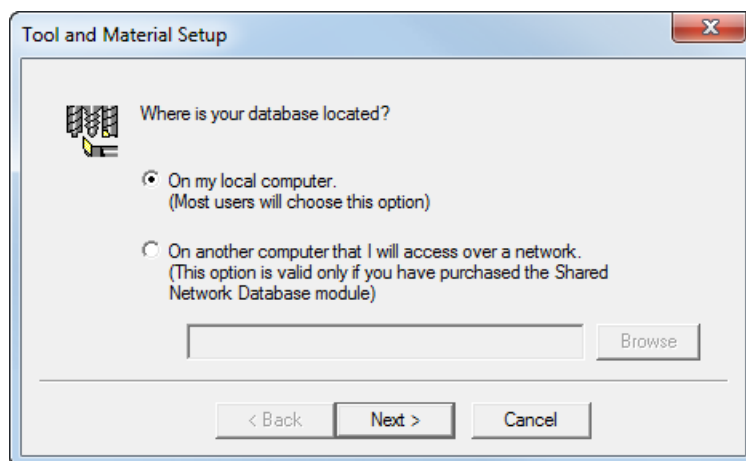 Tool and Material Setup
Where is your database located?
On my local computer.
(Most users will choose this option)
On another computer that I will access over a network.
(This option is valid only if you have purchased the Shared
Network Database module)
Browse
< Back Next > Cancel